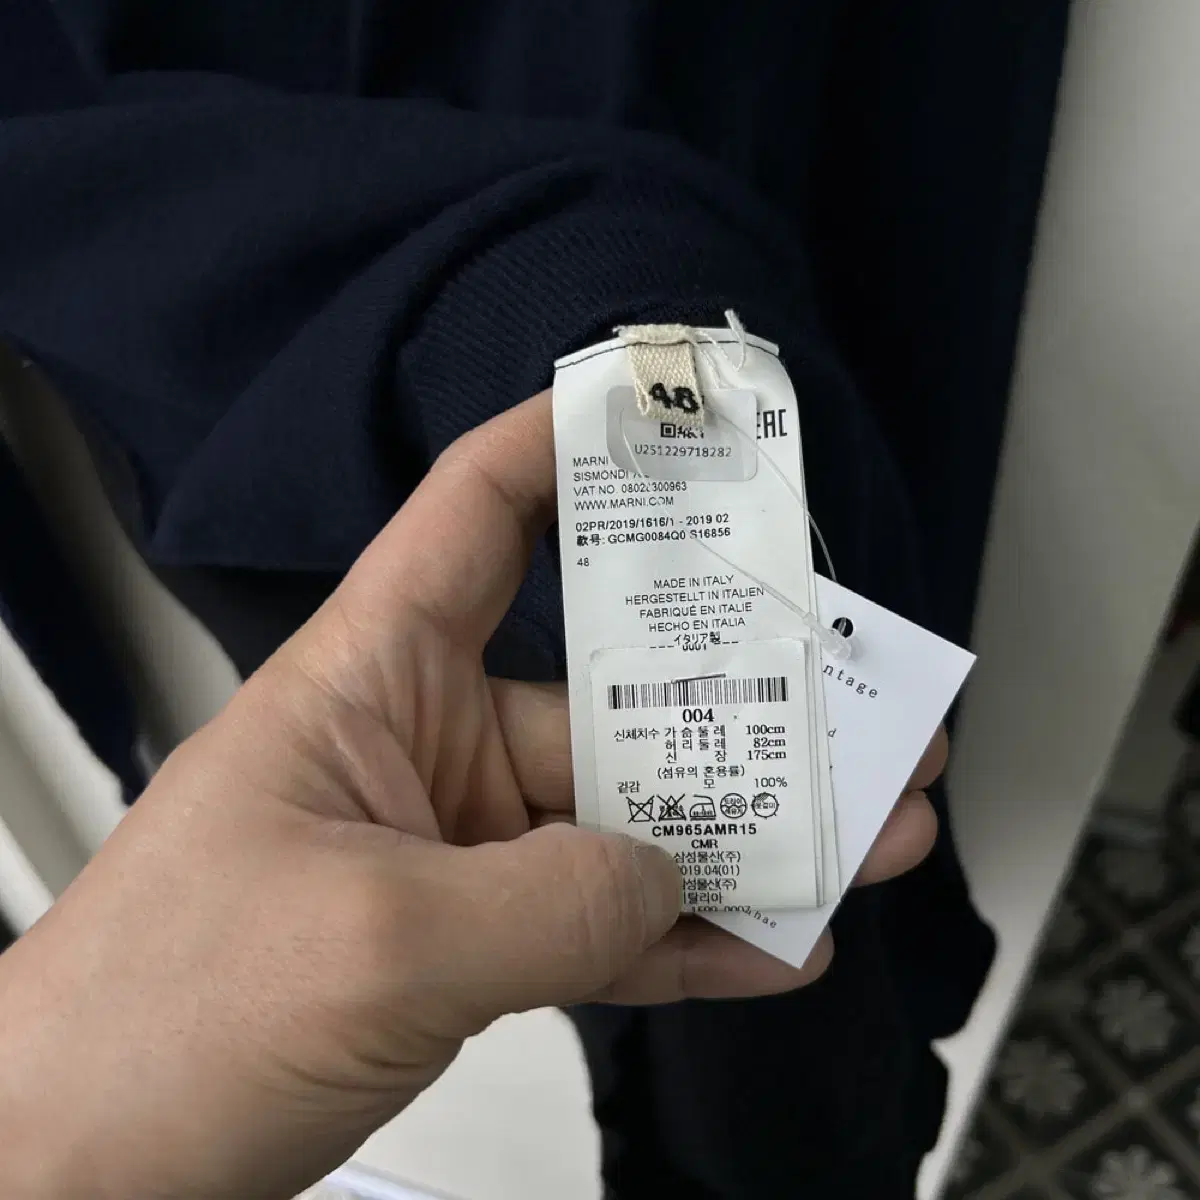 48
EAC
U251229718282
MARNI
SISMONDI
VAT NO. 08022300963
WWW.MARNI.COM
02PR/2019/1616/1 - 2019 02
款号: GCMG0084Q0 S16856
48
MADE IN ITALY
HERGESTELLT IN ITALIEN
FABRIQUÉ EN ITALIE
HECHO EN ITALIA
イタリア製
0001
004
신체치수 가슴둘레 100cm
허리둘레 82cm
신장 175cm
(섬유의 혼용률)
겉감 모 100%
CM965AMR15
CMR
삼성물산(주)
019.04(01)
성물산(주)
탈리아
ntage
d
hae